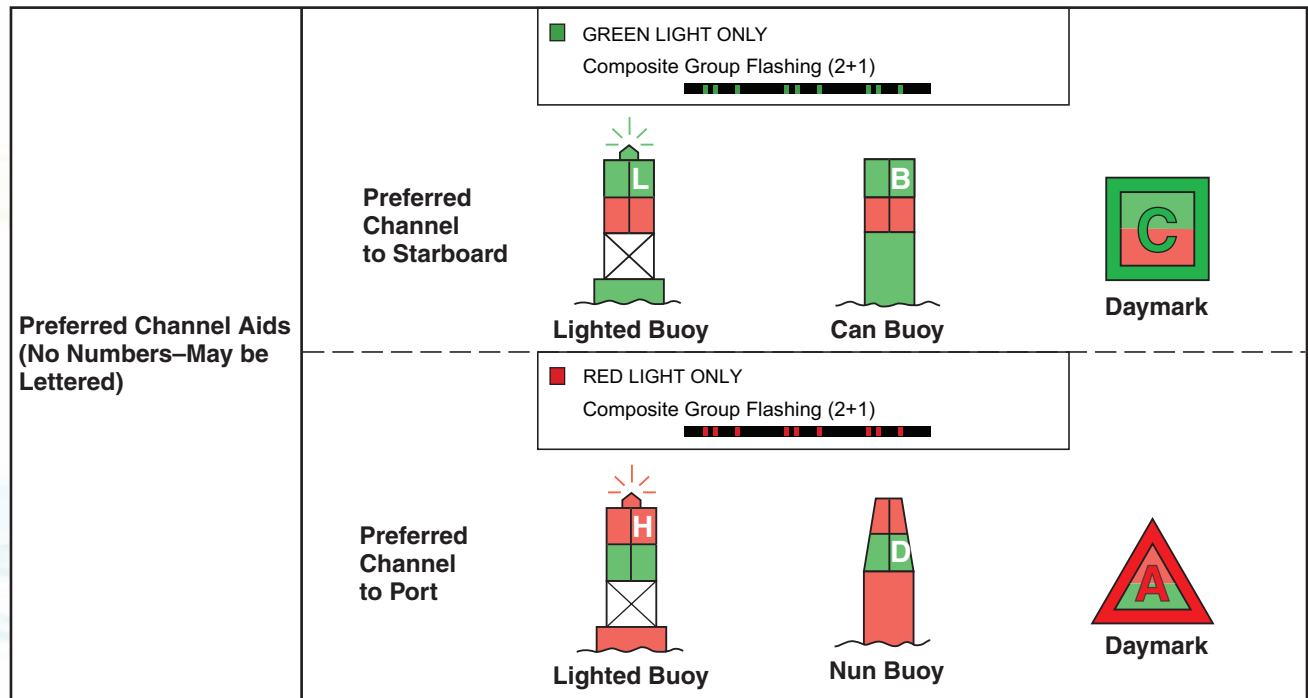 Preferred Channel Aids
(No Numbers–May be
Lettered)
GREEN LIGHT ONLY
Composite Group Flashing (2+1)
Preferred
Channel
to Starboard
L
B
C
Lighted Buoy
Can Buoy
Daymark
RED LIGHT ONLY
Composite Group Flashing (2+1)
Preferred
Channel
to Port
H
D
A
Lighted Buoy
Nun Buoy
Daymark